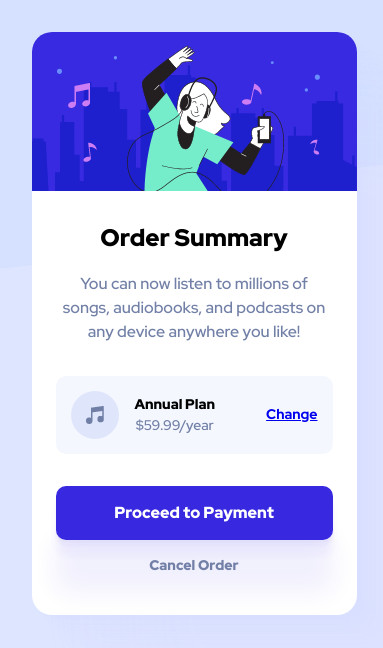 Order Summary
You can now listen to millions of
songs, audiobooks, and podcasts on
any device anywhere you like!
Annual Plan
$59.99/year
Change
Proceed to Payment
Cancel Order